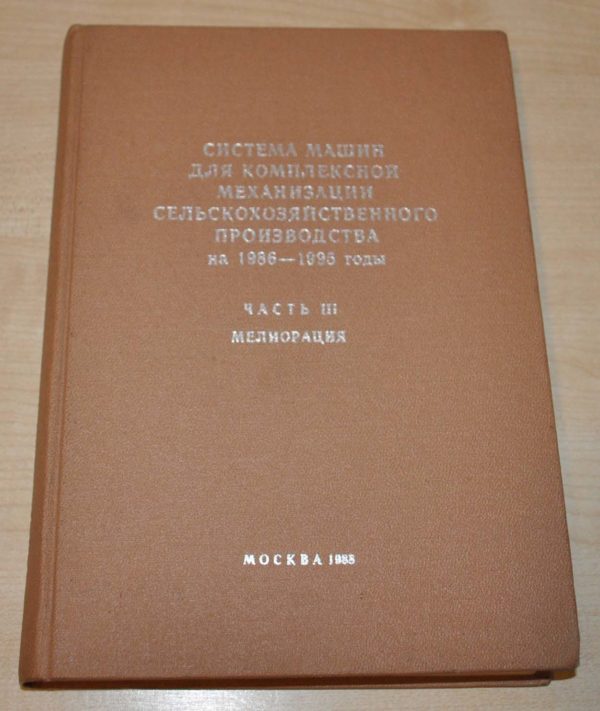 СИСТЕМА МАШИН
ДЛЯ КОМПЛЕКСНОЙ
МЕХАНИЗАЦИИ
СЕЛЬСКОХОЗЯЙСТВЕННОГО
ПРОИЗВОДСТВА
на 1986—1995 годы
ЧАСТЬ III
МЕЛИОРАЦИЯ
МОСКВА 1988